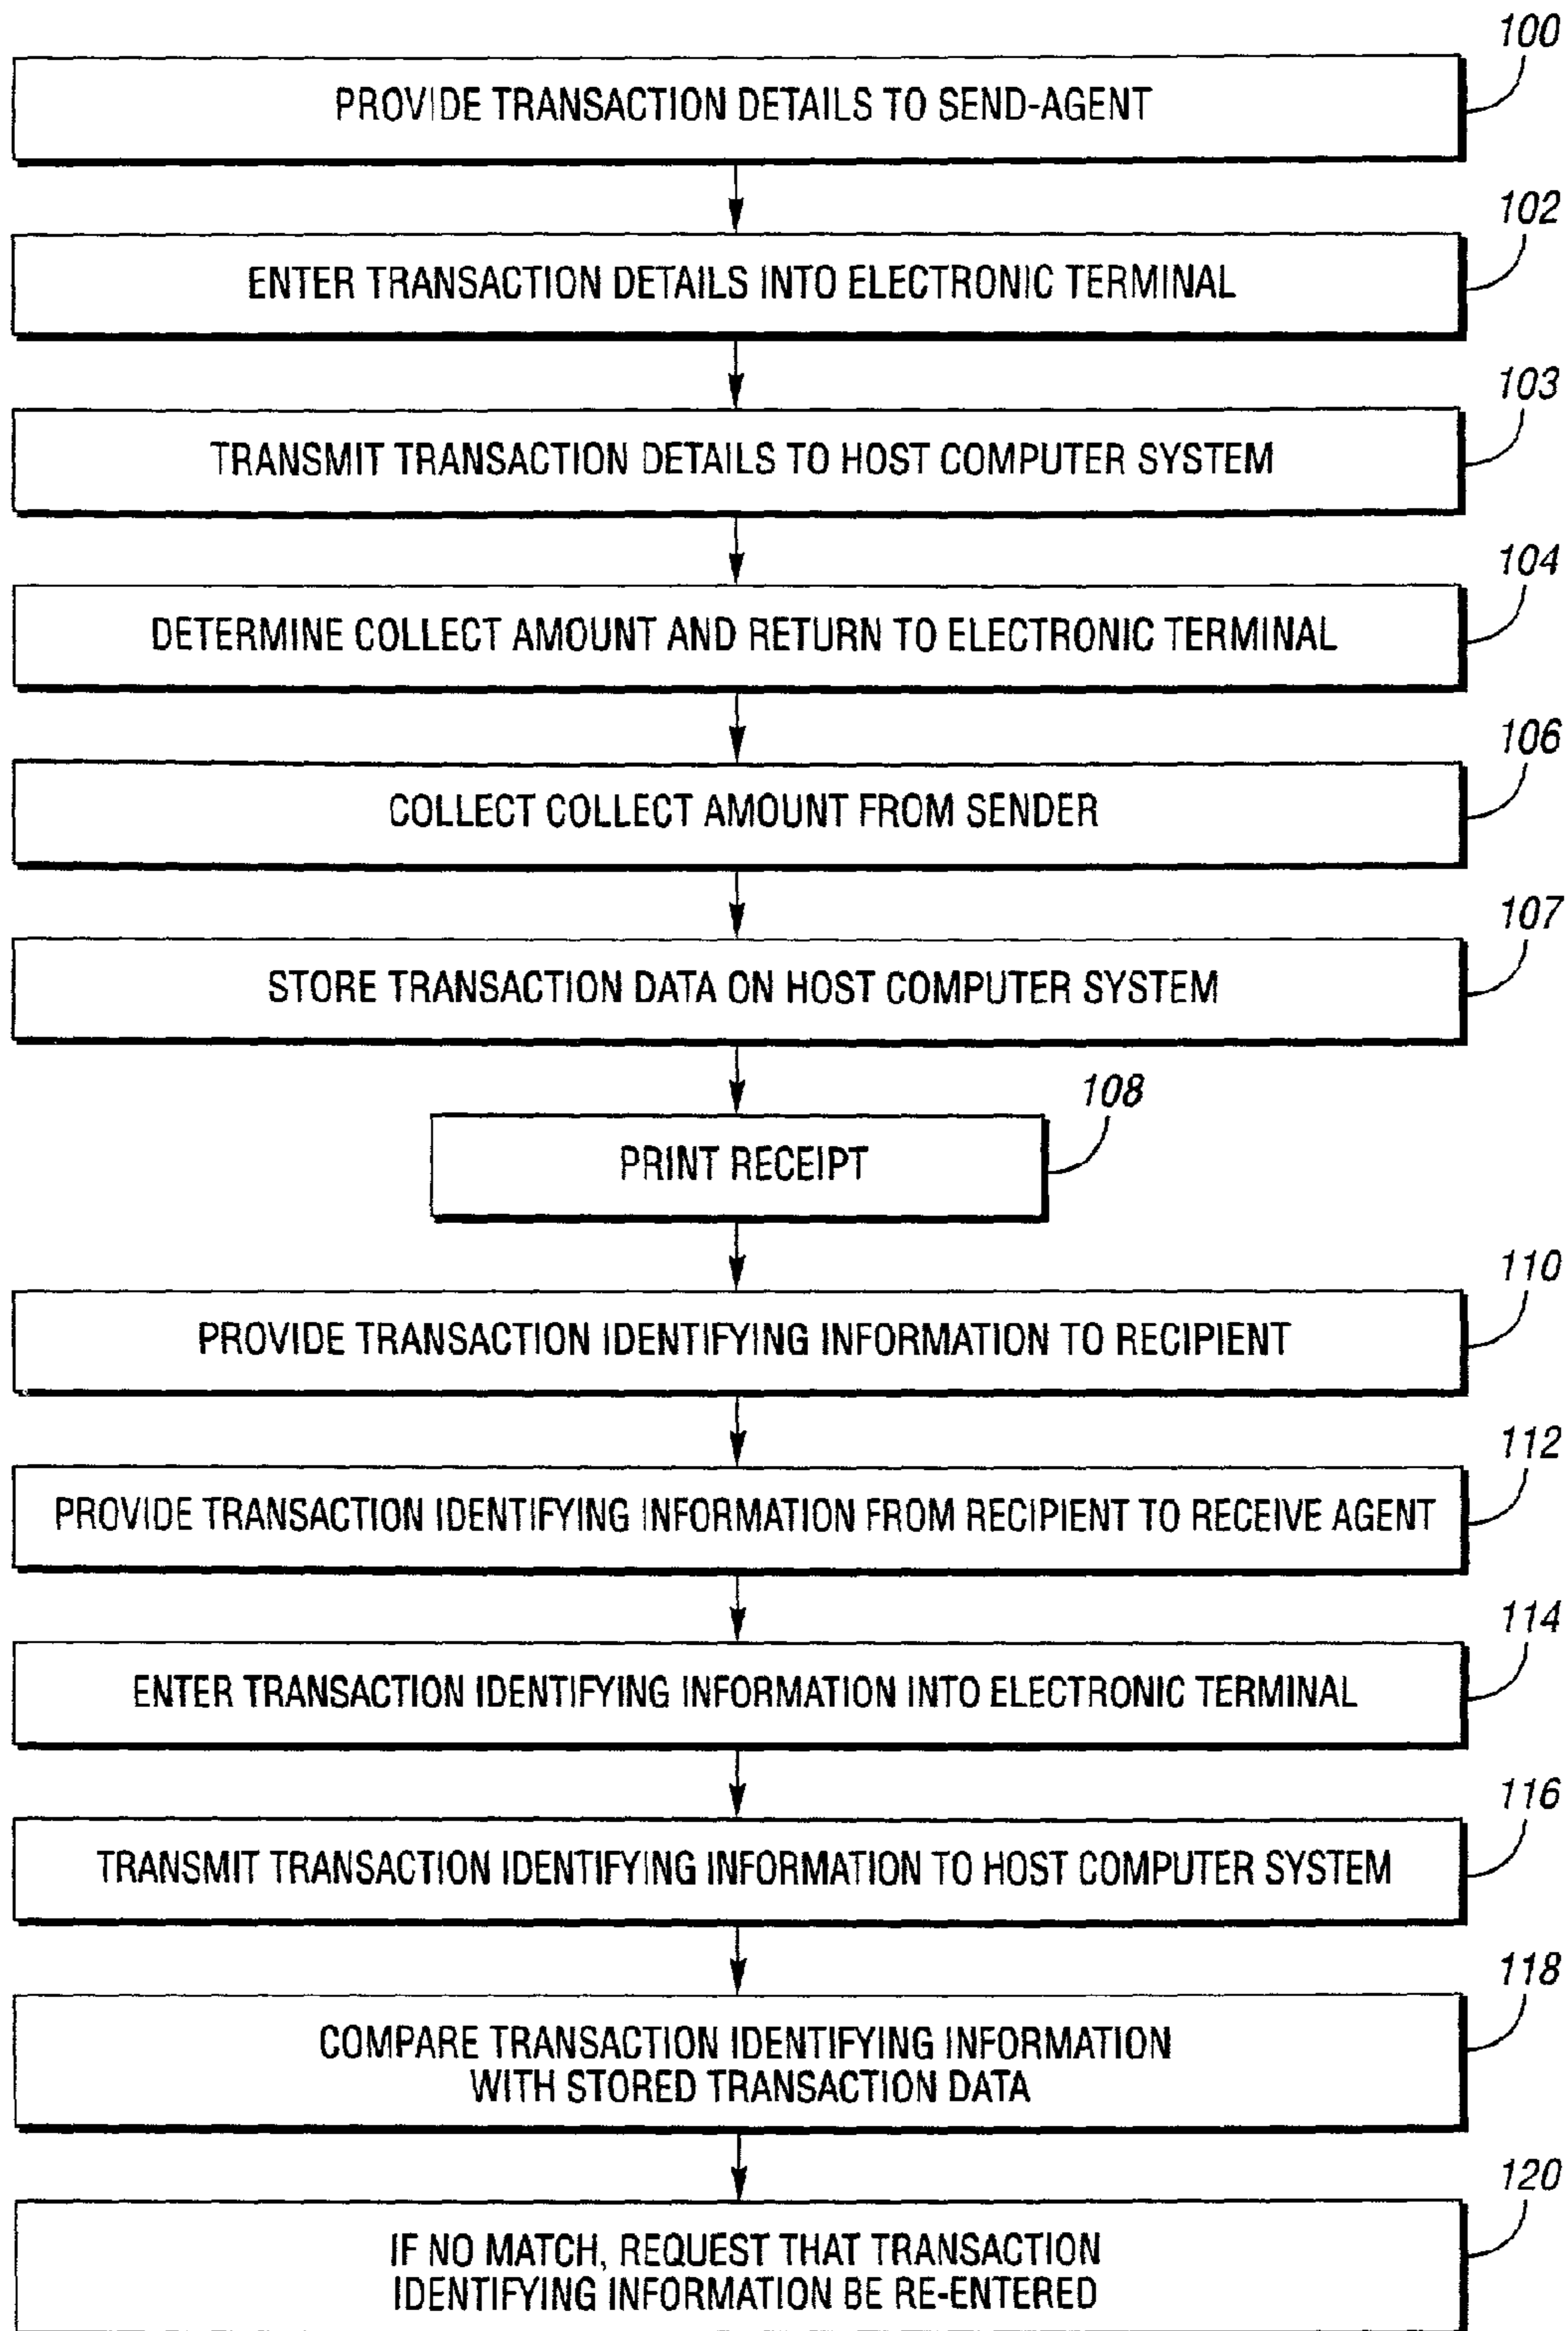 100
PROVIDE TRANSACTION DETAILS TO SEND-AGENT
102
ENTER TRANSACTION DETAILS INTO ELECTRONIC TERMINAL
103
TRANSMIT TRANSACTION DETAILS TO HOST COMPUTER SYSTEM
104
DETERMINE COLLECT AMOUNT AND RETURN TO ELECTRONIC TERMINAL
106
COLLECT COLLECT AMOUNT FROM SENDER
107
STORE TRANSACTION DATA ON HOST COMPUTER SYSTEM
108
PRINT RECEIPT
110
PROVIDE TRANSACTION IDENTIFYING INFORMATION TO RECIPIENT
112
PROVIDE TRANSACTION IDENTIFYING INFORMATION FROM RECIPIENT TO RECEIVE AGENT
114
ENTER TRANSACTION IDENTIFYING INFORMATION INTO ELECTRONIC TERMINAL
116
TRANSMIT TRANSACTION IDENTIFYING INFORMATION TO HOST COMPUTER SYSTEM
118
COMPARE TRANSACTION IDENTIFYING INFORMATION
WITH STORED TRANSACTION DATA
120
IF NO MATCH, REQUEST THAT TRANSACTION
IDENTIFYING INFORMATION BE RE-ENTERED